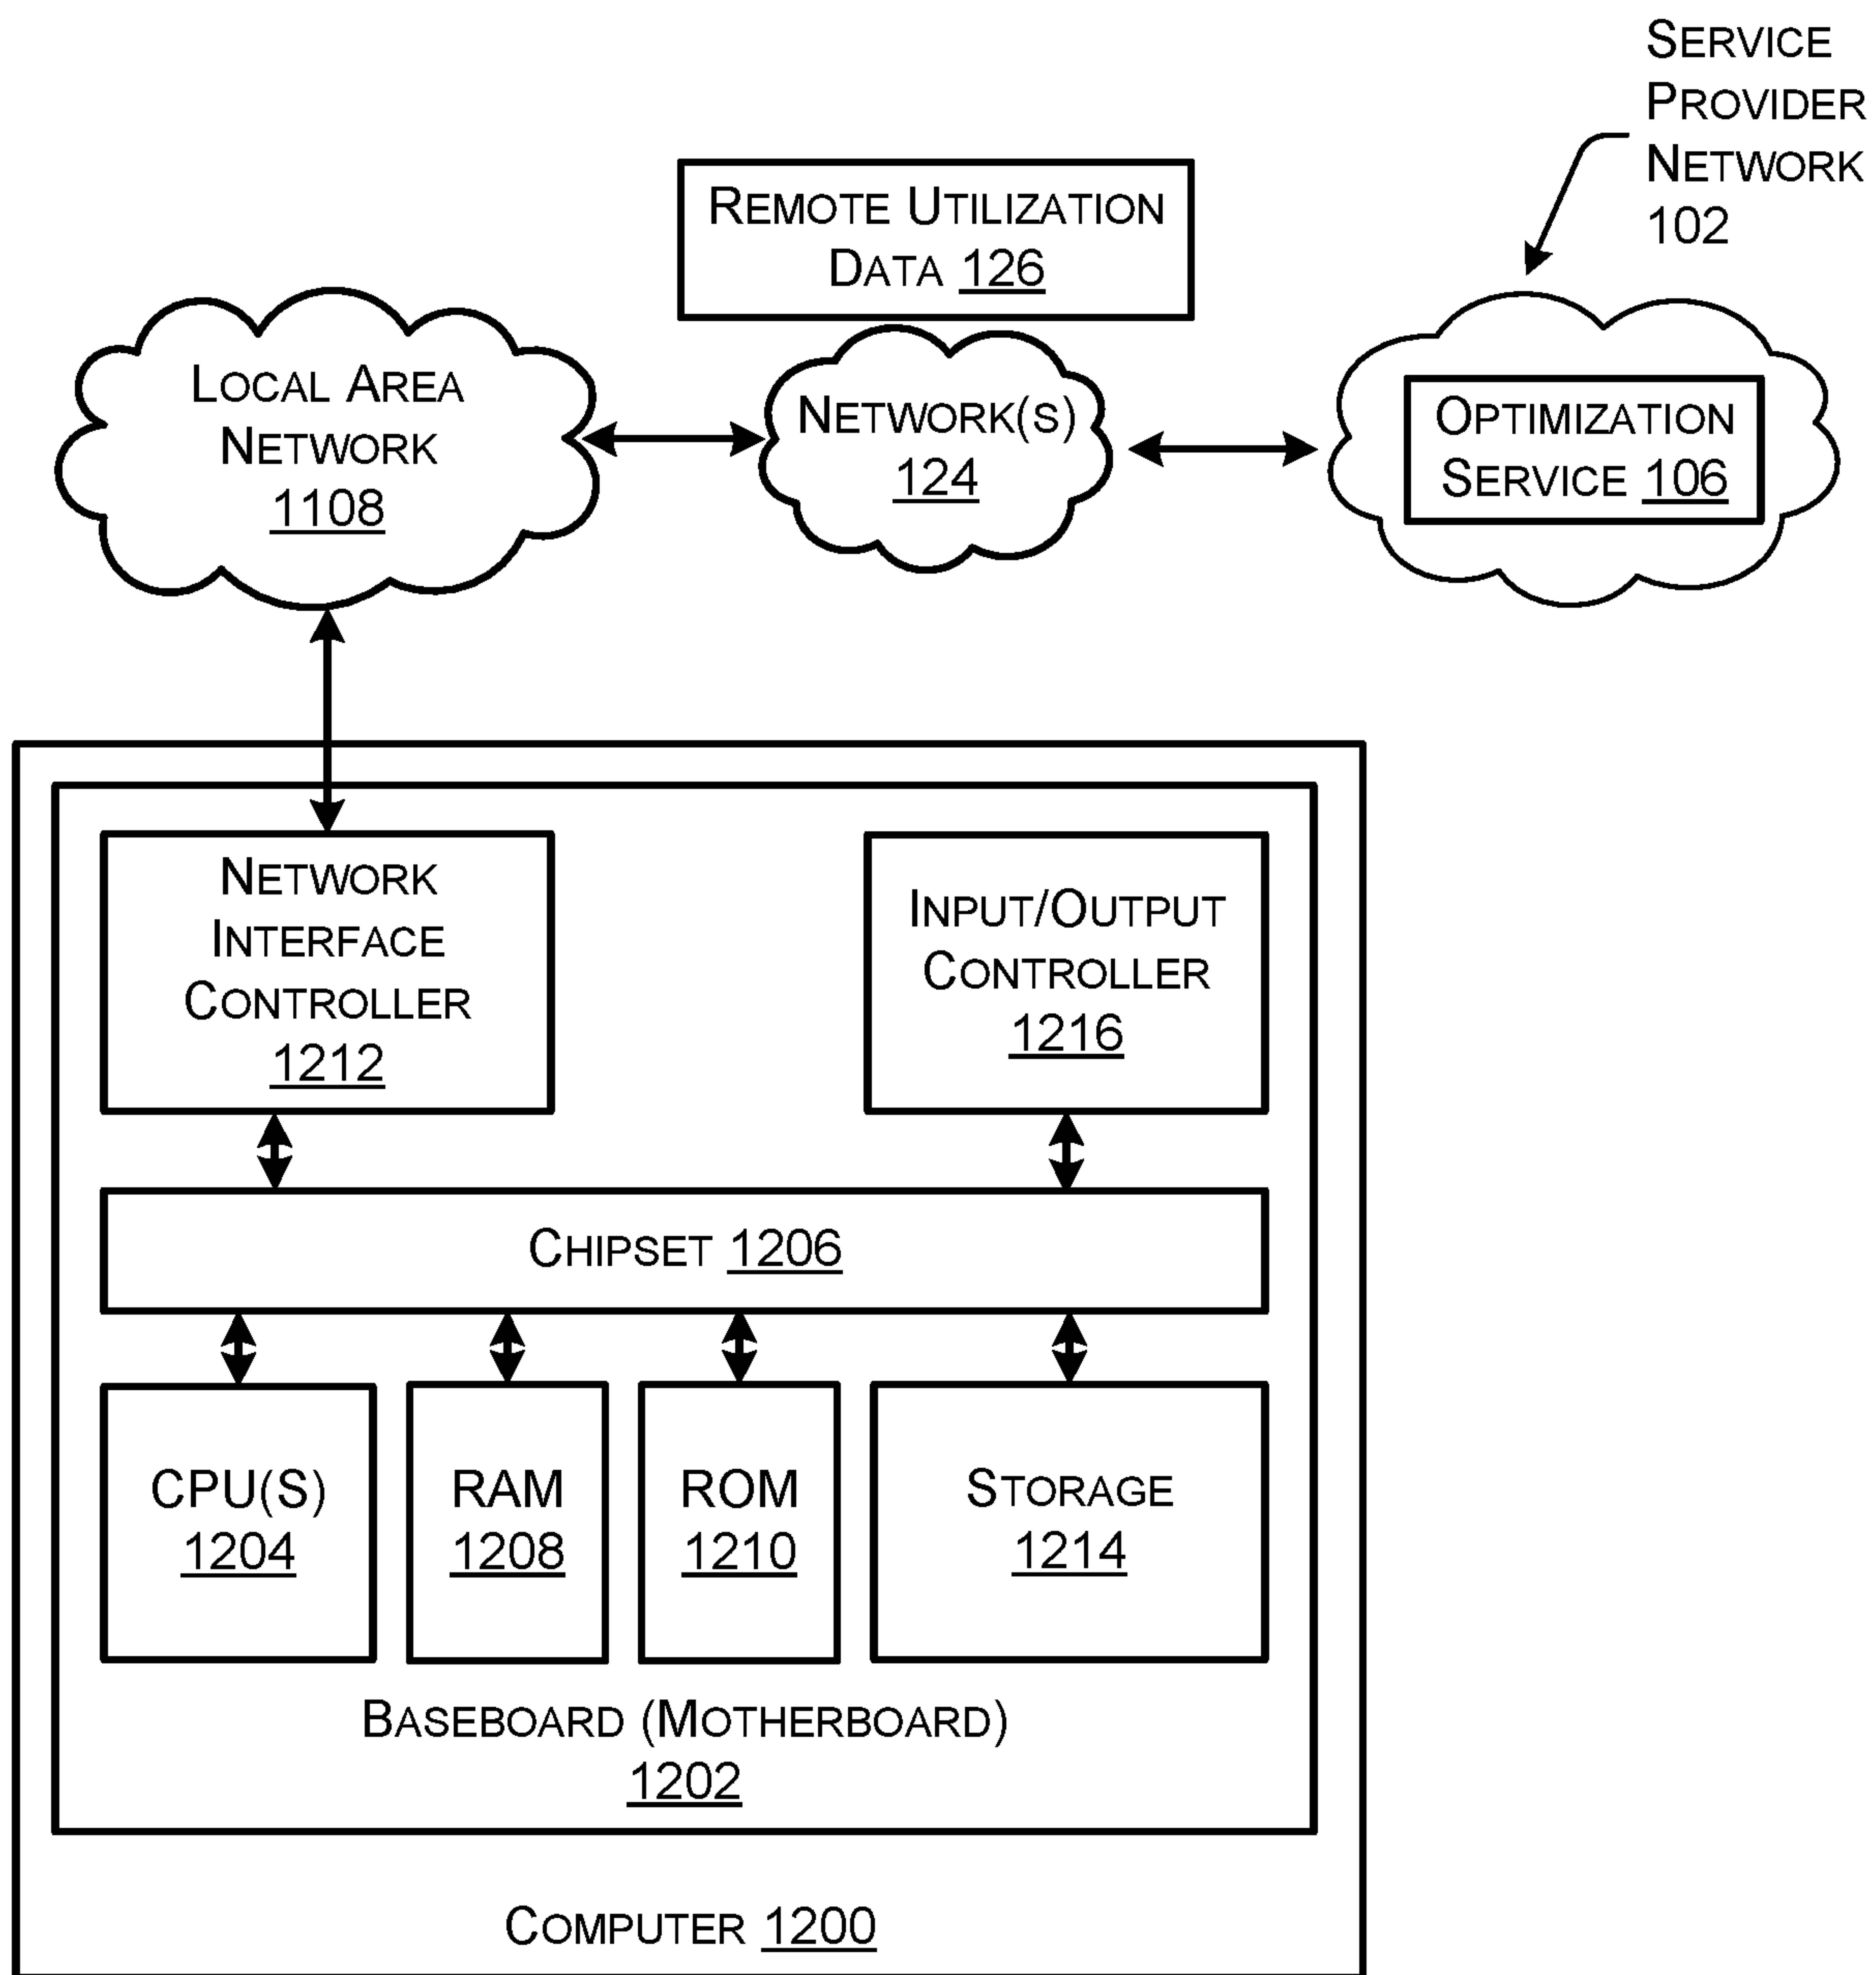 SERVICE
PROVIDER
NETWORK
102
REMOTE UTILIZATION
DATA 126
LOCAL AREA
NETWORK
1108
NETWORK(S)
124
OPTIMIZATION
SERVICE 106
NETWORK
INTERFACE
CONTROLLER
1212
INPUT/OUTPUT
CONTROLLER
1216
CHIPSET 1206
CPU(S)
1204
RAM
1208
ROM
1210
STORAGE
1214
BASEBOARD (MOTHERBOARD)
1202
COMPUTER 1200